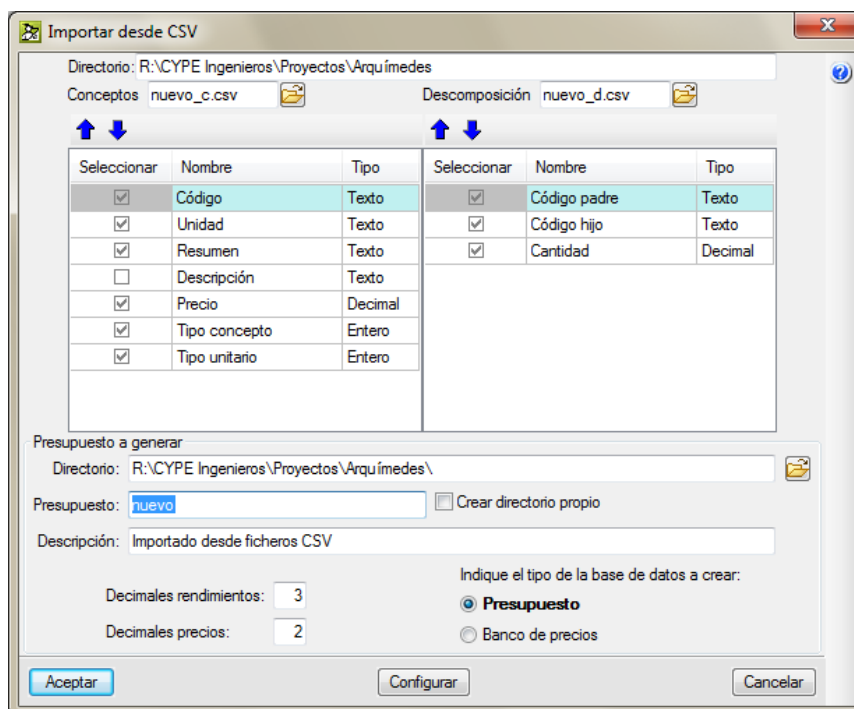 Importar desde CSV
Directorio: R:\CYPE Ingenieros\Proyectos\Arquímedes
Conceptos nuevo_c.csv Descomposición nuevo_d.csv
Seleccionar Nombre Tipo Seleccionar Nombre Tipo
Código Texto Código padre Texto
Unidad Texto Código hijo Texto
Resumen Texto Cantidad Decimal
Descripción Texto
Precio Decimal
Tipo concepto Entero
Tipo unitario Entero
Presupuesto a generar
Directorio: R:\CYPE Ingenieros\Proyectos\Arquímedes\
Presupuesto: nuevo Crear directorio propio
Descripción: Importado desde ficheros CSV
Indique el tipo de la base de datos a crear:
Decimales rendimientos: 3 Presupuesto
Decimales precios: 2 Banco de precios
Aceptar Configurar Cancelar